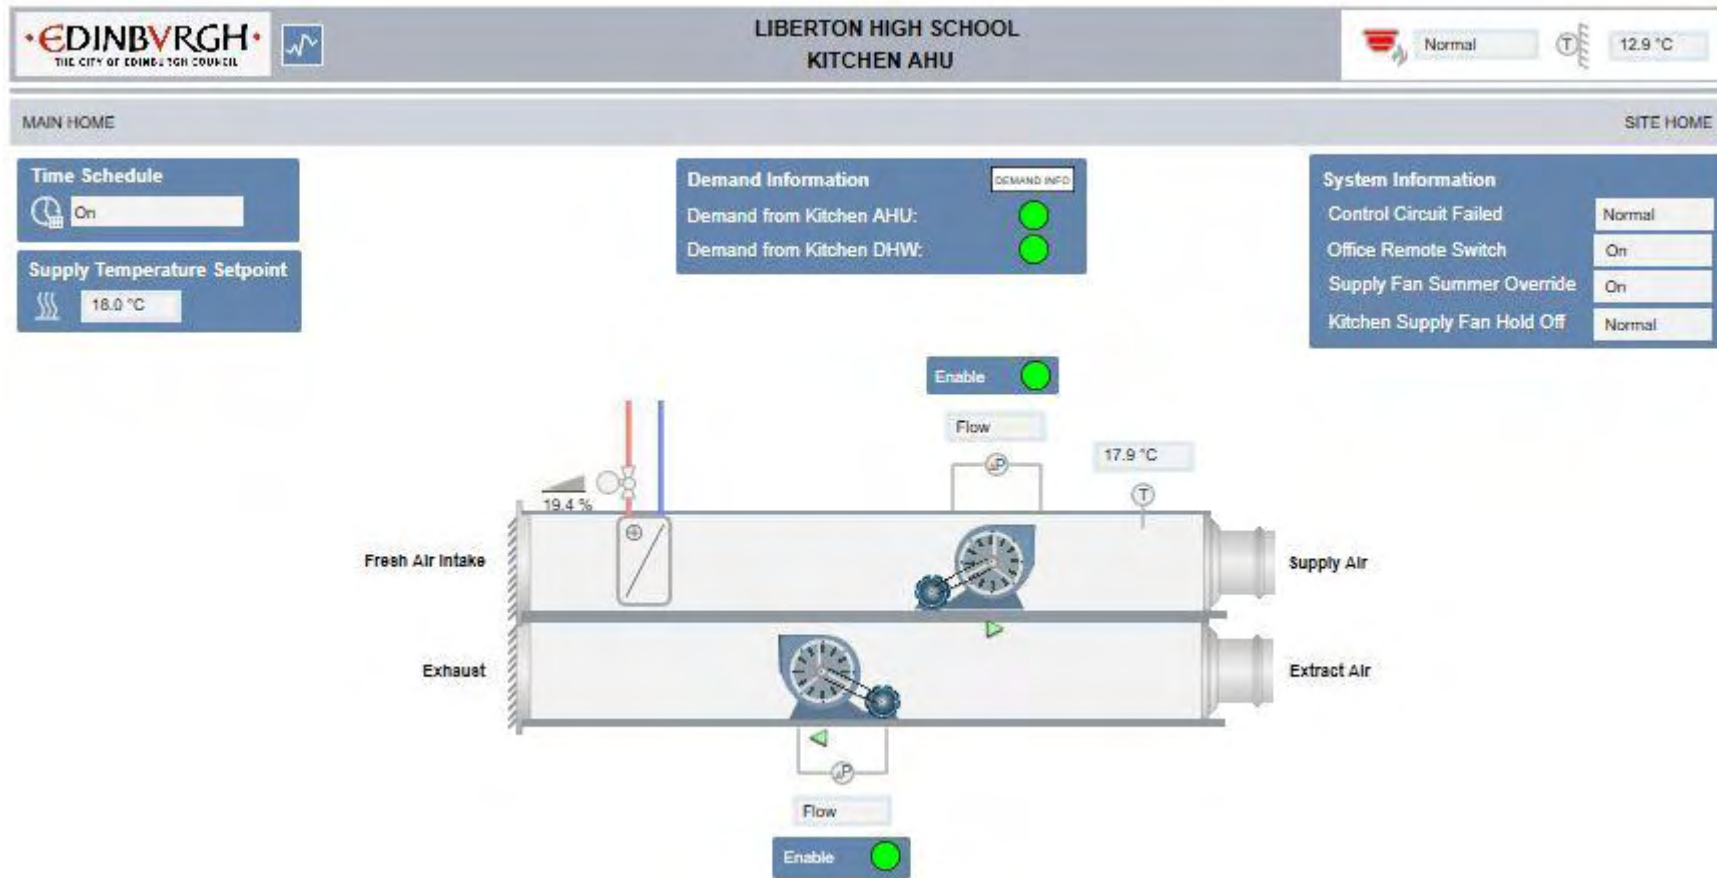 ·EDINBVRGH·
THE CITY OF EDINBURGH COUNCIL
LIBERTON HIGH SCHOOL
KITCHEN AHU
Normal
T
12.9 °C
MAIN HOME
SITE HOME
Time Schedule
On
Supply Temperature Setpoint
18.0 °C
Demand Information
DEMAND INFO
Demand from Kitchen AHU:
Demand from Kitchen DHW:
System Information
Control Circuit Failed
Normal
Office Remote Switch
On
Supply Fan Summer Override
On
Kitchen Supply Fan Hold Off
Normal
Enable
Flow
P
17.9 °C
T
19.4 %
Fresh Air Intake
Supply Air
Exhaust
Extract Air
P
Flow
Enable